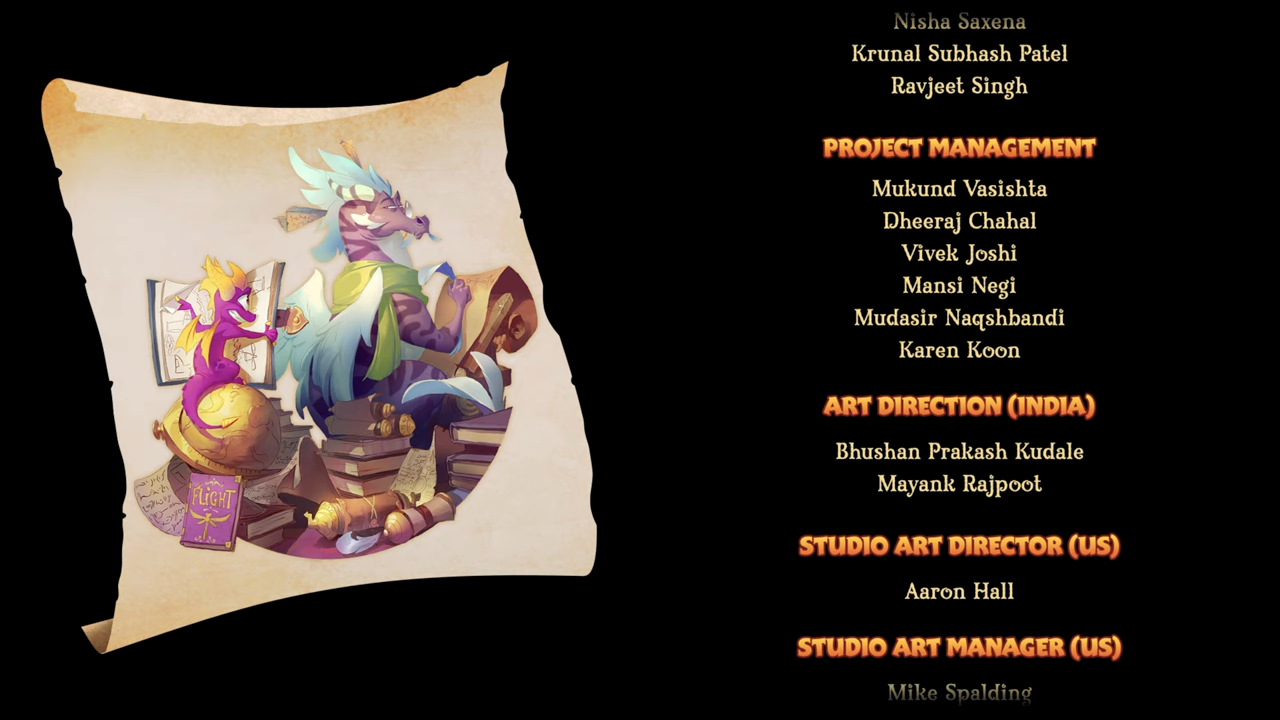 FLIGHT
Nisha Saxena
Krunal Subhash Patel
Ravjeet Singh
PROJECT MANAGEMENT
Mukund Vasishta
Dheeraj Chahal
Vivek Joshi
Mansi Negi
Mudasir Naqshbandi
Karen Koon
ART DIRECTION (INDIA)
Bhushan Prakash Kudale
Mayank Rajpoot
STUDIO ART DIRECTOR (US)
Aaron Hall
STUDIO ART MANAGER (US)
Mike Spalding